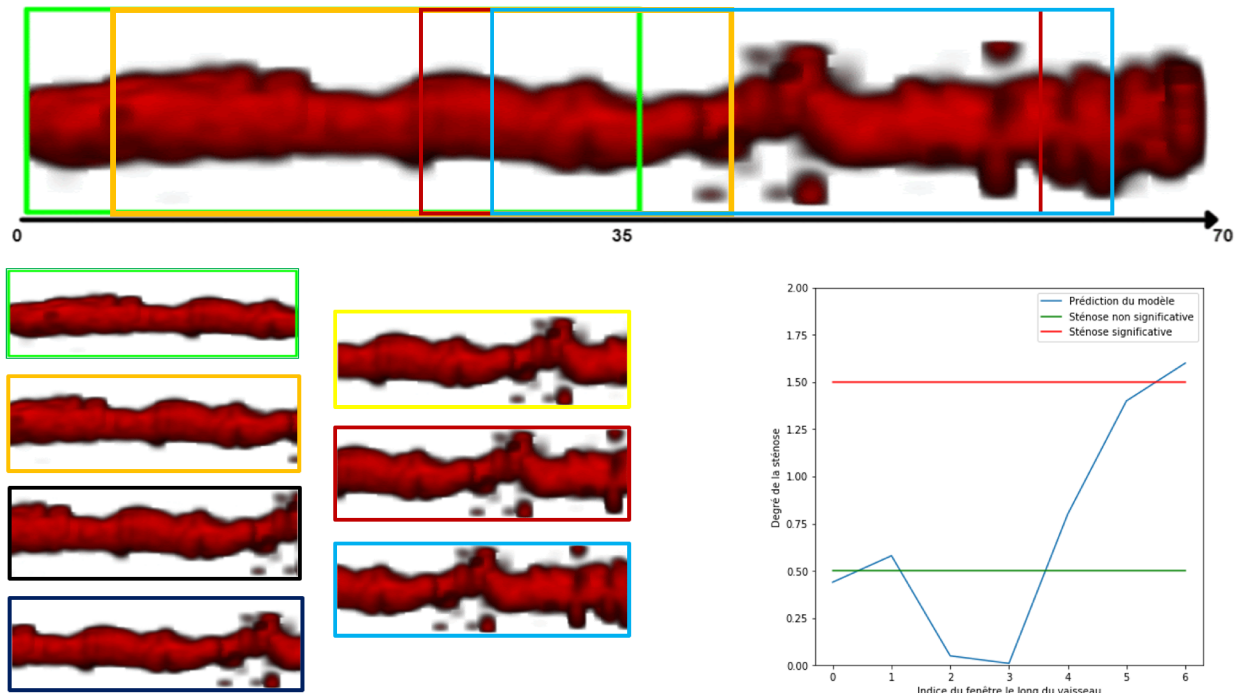 0 35 70
2.00
1.75
1.50
1.25
1.00
0.75
0.50
0.25
0.00
Degré de la sténose
Prédiction du modèle
Sténose non significative
Sténose significative
0 1 2 3 4 5 6
Indice du fenêtre le long du vaisseau